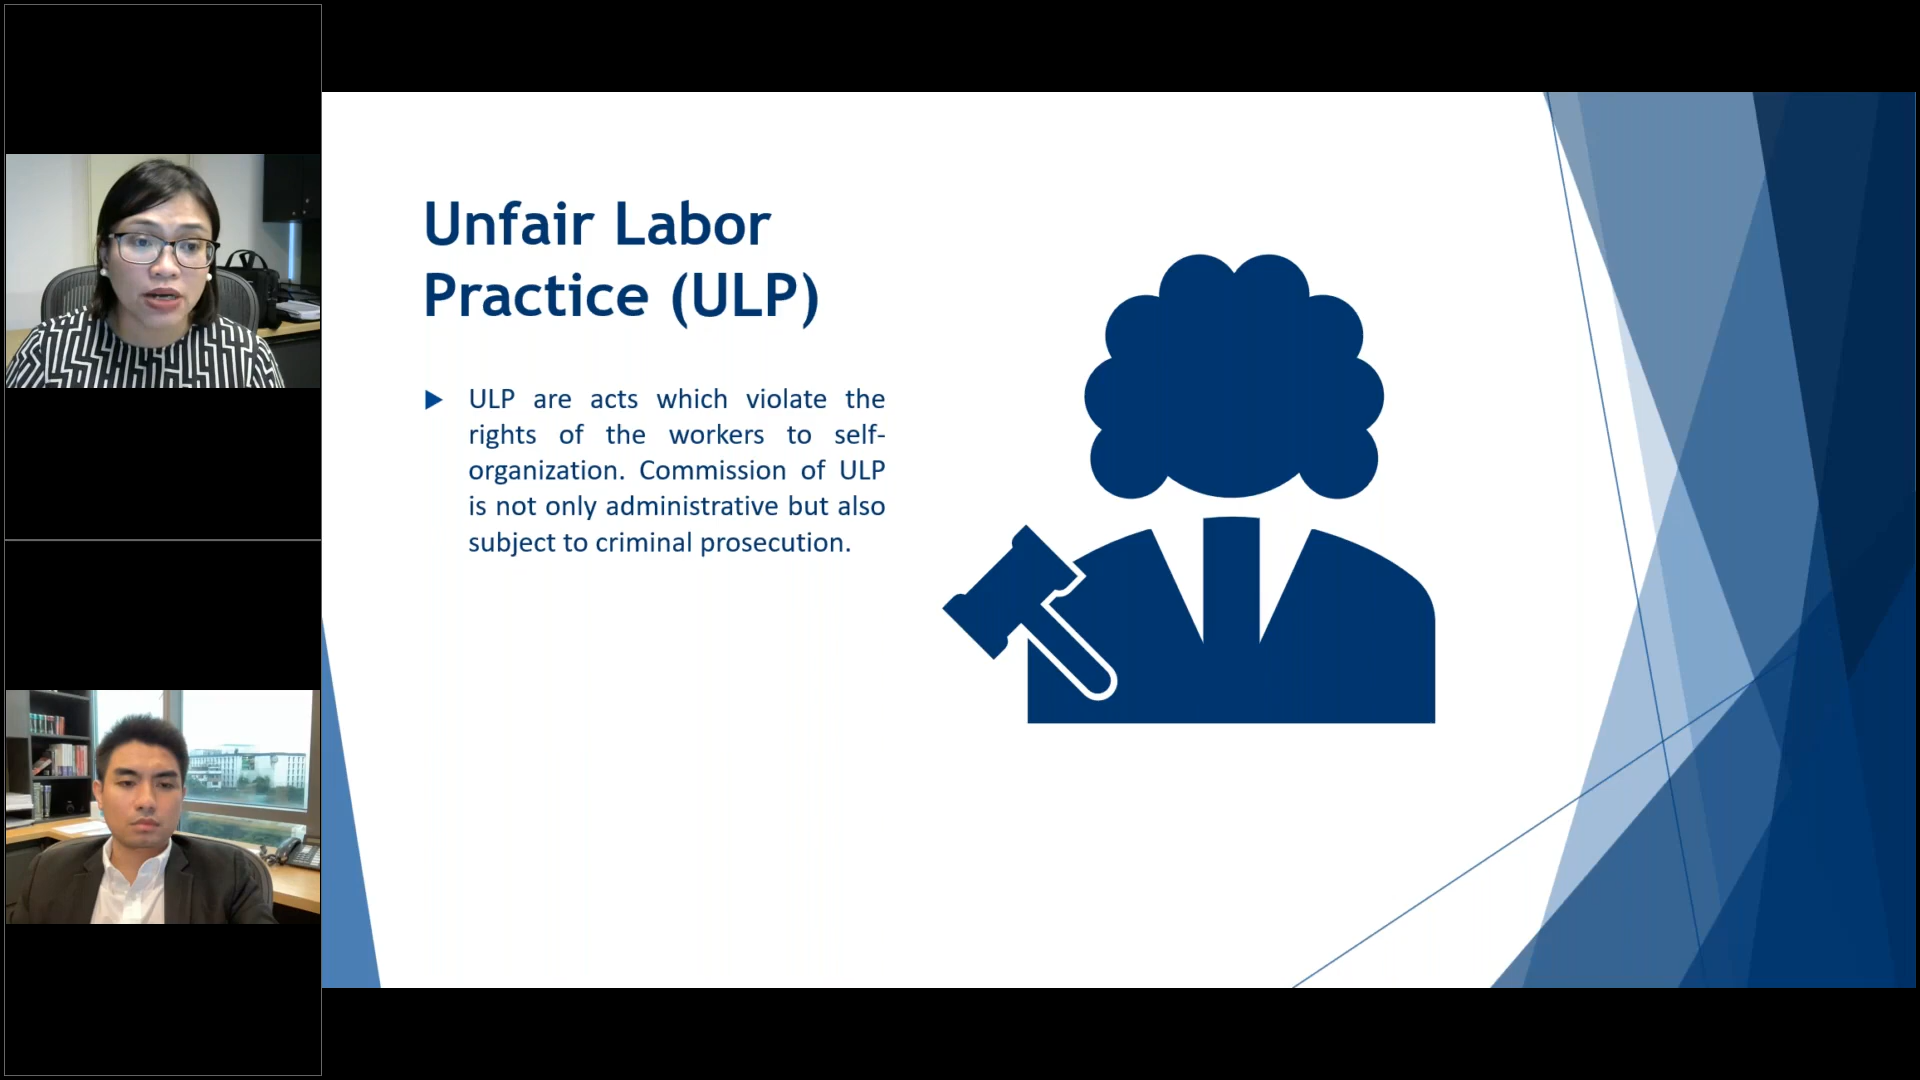 Unfair Labor
Practice (ULP)
ULP are acts which violate the
rights of the workers to self-
organization. Commission of ULP
is not only administrative but also
subject to criminal prosecution.